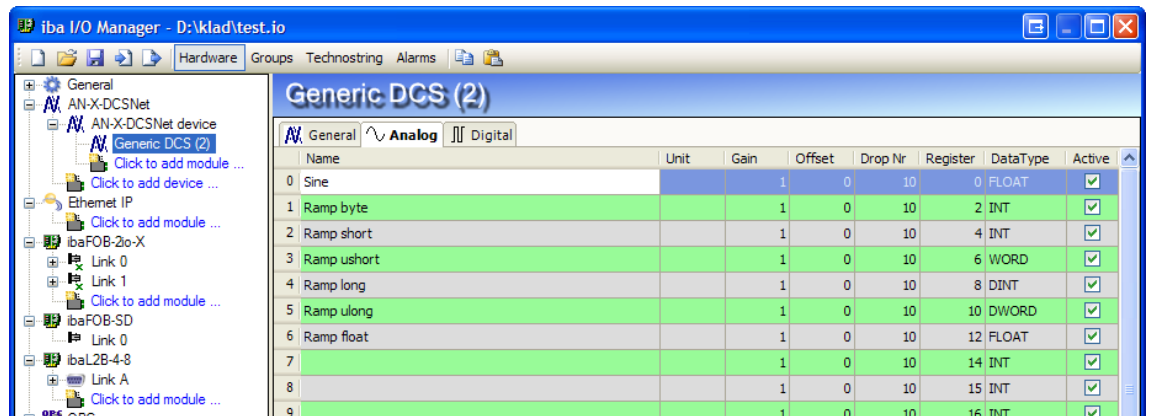 iba I/O Manager - D:\klad\test.io
Hardware Groups Technostring Alarms
General
AN-X-DCSNet
AN-X-DCSNet device
Generic DCS (2)
Click to add module ...
Click to add device ...
Ethernet IP
Click to add module ...
ibaFOB-2io-X
Link 0
Link 1
Click to add module ...
ibaFOB-SD
Link 0
ibaL2B-4-8
Link A
Click to add module ...
Generic DCS (2)
General Analog Digital
Name Unit Gain Offset Drop Nr Register DataType Active
0 Sine 1 0 10 0 FLOAT
1 Ramp byte 1 0 10 2 INT
2 Ramp short 1 0 10 4 INT
3 Ramp ushort 1 0 10 6 WORD
4 Ramp long 1 0 10 8 DINT
5 Ramp ulong 1 0 10 10 DWORD
6 Ramp float 1 0 10 12 FLOAT
7 1 0 10 14 INT
8 1 0 10 15 INT
9 1 0 10 16 INT